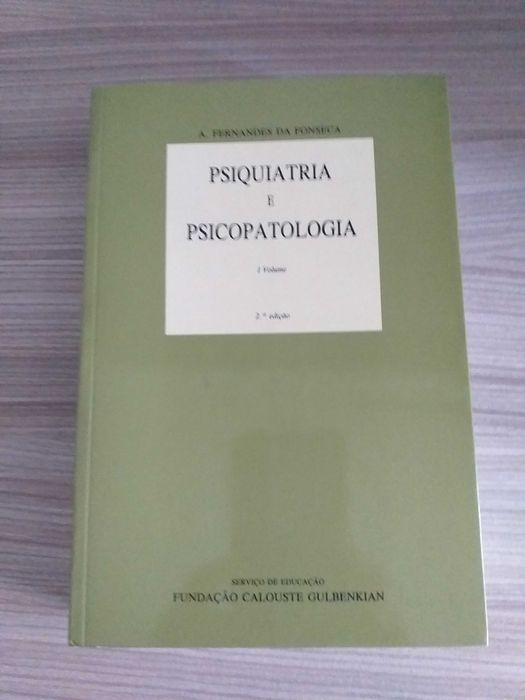 A. FERNANDES DA FONSECA
PSIQUIATRIA
E
PSICOPATOLOGIA
I Volume
2.ª edição
SERVIÇO DE EDUCAÇÃO
FUNDAÇÃO CALOUSTE GULBENKIAN